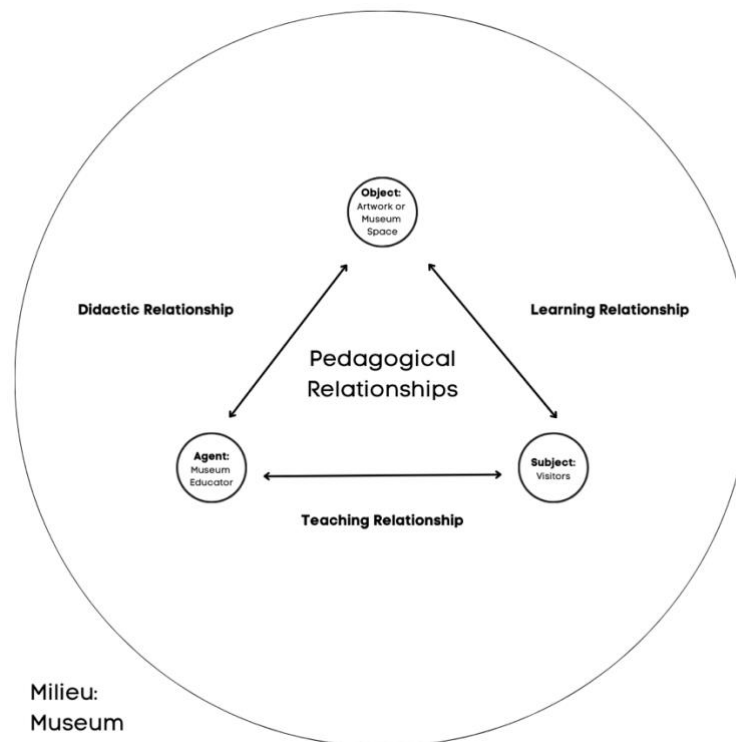 Object:
Artwork or
Museum
Space
Didactic Relationship
Learning Relationship
Pedagogical
Relationships
Agent:
Museum
Educator
Subject:
Visitors
Teaching Relationship
Milieu:
Museum